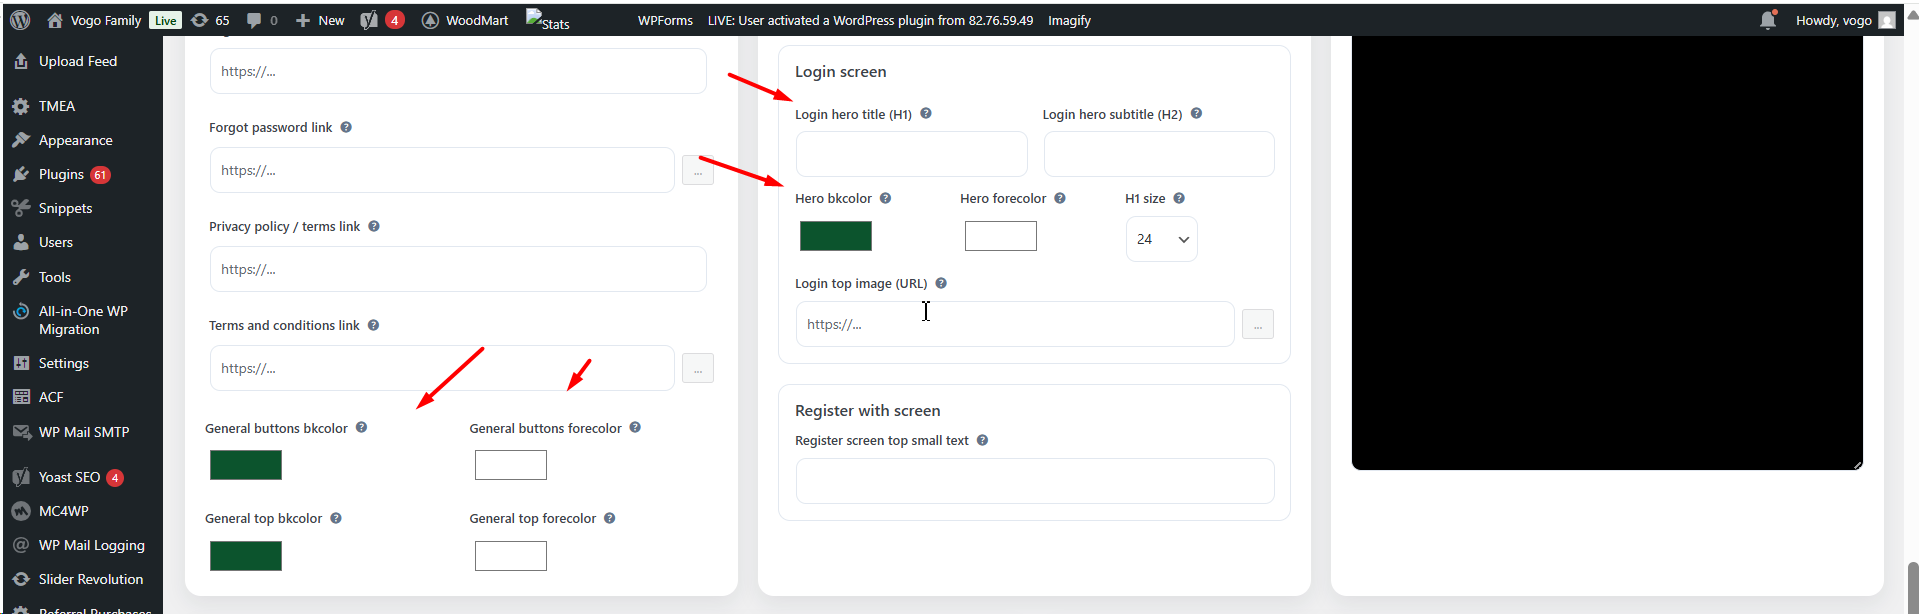 Vogo Family Live 65 0 New 4 WooMart Stats WPForms LIVE: User activated a WordPress plugin from 82.76.59.49 Imagify Howdy, vogo
Upload Feed
TMEA
Appearance
Plugins 61
Snippets
Users
Tools
All-in-One WP
Migration
Settings
ACF
WP Mail SMTP
Yoast SEO 4
MC4WP
WP Mail Logging
Slider Revolution
Referral Purchases
https://...
Forgot password link ?
https://... ...
Privacy policy / terms link ?
https://...
Terms and conditions link ?
https://... ...
General buttons bkcolor ? General buttons forecolor ?
General top bkcolor ? General top forecolor ?
Login screen
Login hero title (H1) ? Login hero subtitle (H2) ?
Hero bkcolor ? Hero forecolor ? H1 size ?
24
Login top image (URL) ?
https://... ...
Register with screen
Register screen top small text ?